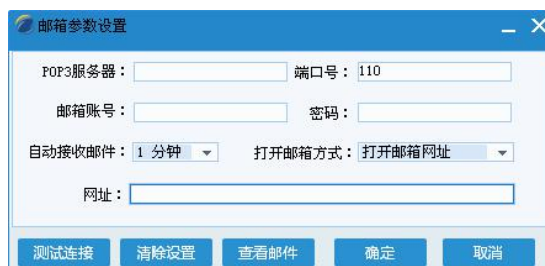 邮箱参数设置
POP3服务器： 端口号：110
邮箱账号： 密码：
自动接收邮件：1 分钟 打开邮箱方式：打开邮箱网址
网址：
测试连接 清除设置 查看邮件 确定 取消